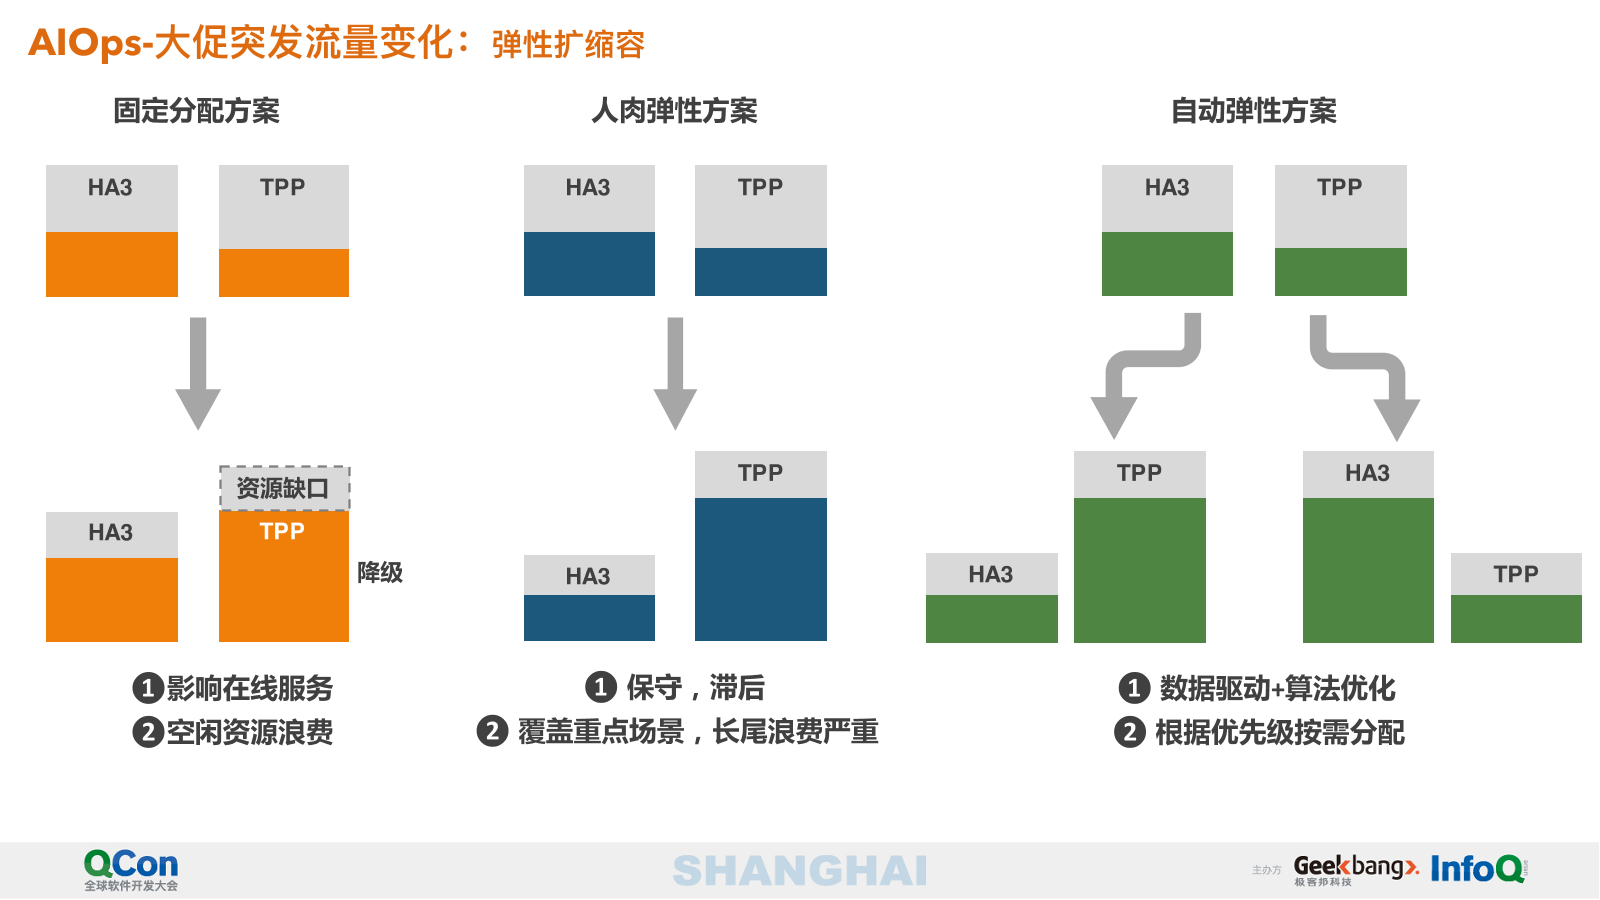 AIOps-大促突发流量变化：弹性扩缩容
固定分配方案
HA3
TPP
资源缺口
HA3
TPP
降级
❶影响在线服务
❷空闲资源浪费
人肉弹性方案
HA3
TPP
TPP
HA3
❶ 保守，滞后
❷ 覆盖重点场景，长尾浪费严重
自动弹性方案
HA3
TPP
TPP
HA3
HA3
TPP
❶ 数据驱动+算法优化
❷ 根据优先级按需分配
QCon
全球软件开发大会
SHANGHAI
主办方
Geekbang
极客邦科技
InfoQ